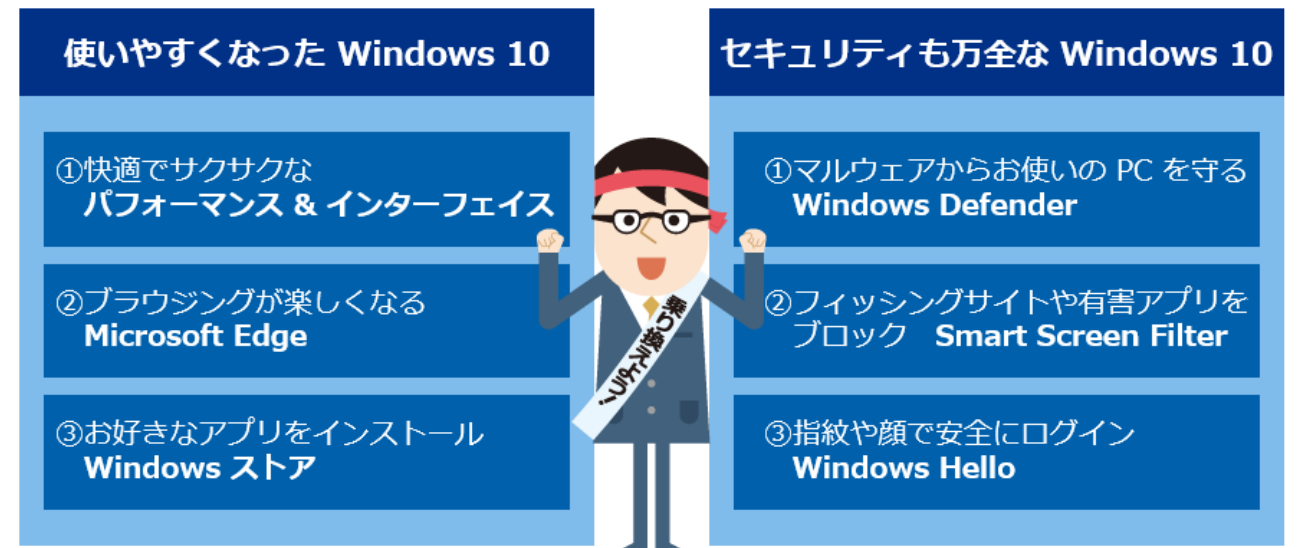 使いやすくなった Windows 10
①快適でサクサクな
パフォーマンス & インターフェイス
②ブラウジングが楽しくなる
Microsoft Edge
③お好きなアプリをインストール
Windows ストア
乗り換えよう！
セキュリティも万全な Windows 10
①マルウェアからお使いの PC を守る
Windows Defender
②フィッシングサイトや有害アプリを
ブロック　Smart Screen Filter
③指紋や顔で安全にログイン
Windows Hello